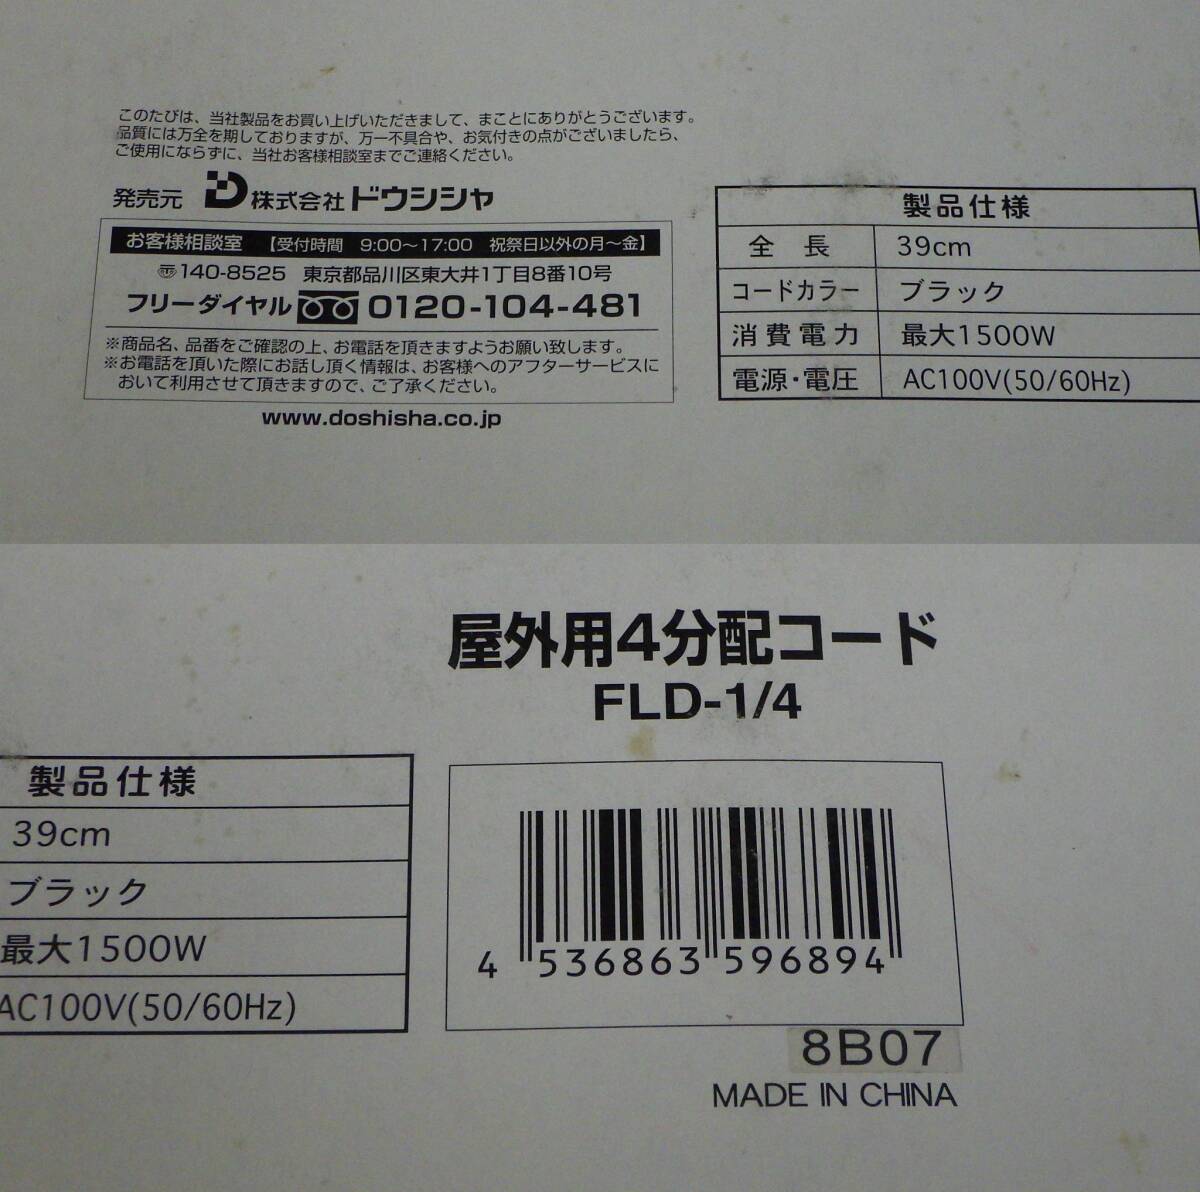 このたびは、当社製品をお買い上げいただきまして、まことにありがとうございます。
品質には万全を期しておりますが、万一不具合や、お気付きの点がございましたら、
ご使用にならずに、当社お客様相談室までご連絡ください。
発売元 D 株式会社ドウシシャ
お客様相談室 【受付時間 9:00〜17:00 祝祭日以外の月〜金】
〠140-8525 東京都品川区東大井1丁目8番10号
フリーダイヤル 0120-104-481
※商品名、品番をご確認の上、お電話を頂きますようお願い致します。
※お電話を頂いた際にお話し頂く情報は、お客様へのアフターサービスに
おいて利用させて頂きますので、ご了承ください。
www.doshisha.co.jp
製品仕様
全長 39cm
コードカラー ブラック
消費電力 最大1500W
電源・電圧 AC100V(50/60Hz)
屋外用4分配コード
FLD-1/4
製品仕様
39cm
ブラック
最大1500W
AC100V(50/60Hz)
4 536863 596894
8B07
MADE IN CHINA